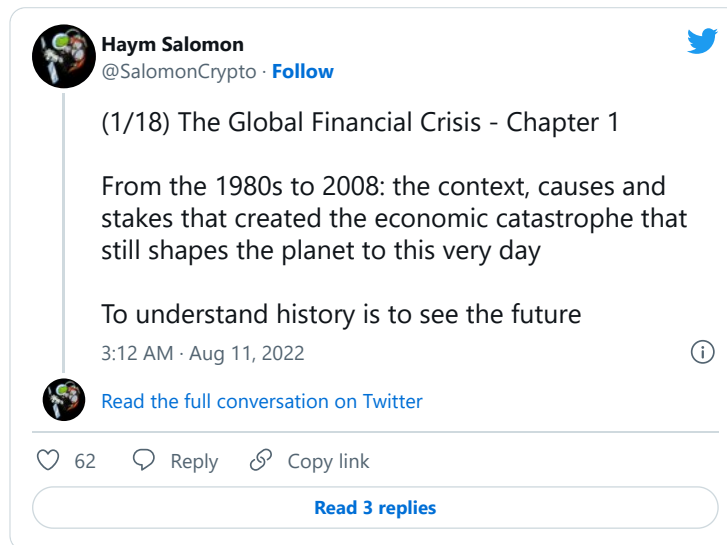 Haym Salomon
@SalomonCrypto · Follow
(1/18) The Global Financial Crisis - Chapter 1
From the 1980s to 2008: the context, causes and
stakes that created the economic catastrophe that
still shapes the planet to this very day
To understand history is to see the future
3:12 AM · Aug 11, 2022
Read the full conversation on Twitter
62 Reply Copy link
Read 3 replies